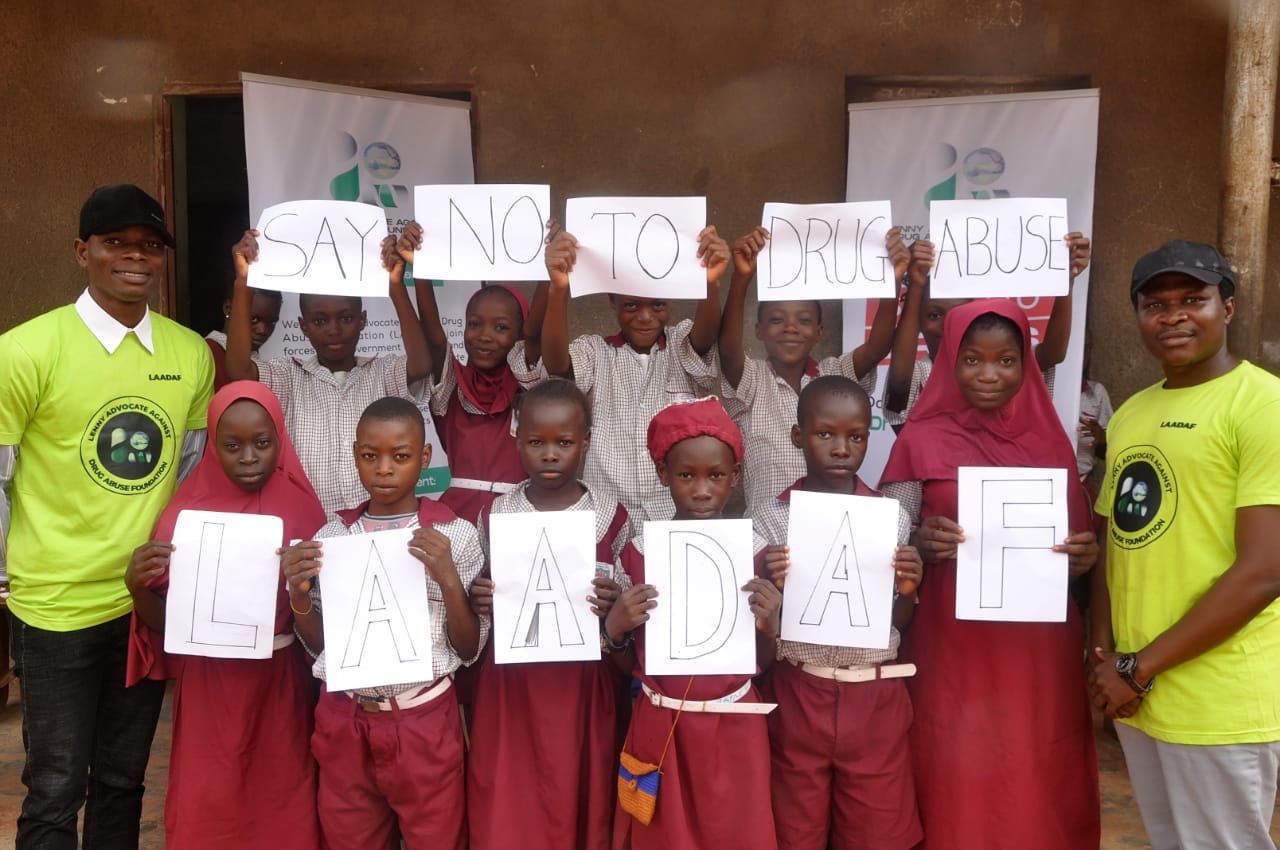 SAY NO TO DRUG ABUSE
LAADAF
LAADAF
LENNY ADVOCATE AGAINST
DRUG ABUSE FOUNDATION
LAADAF
LENNY ADVOCATE AGAINST
DRUG ABUSE FOUNDATION